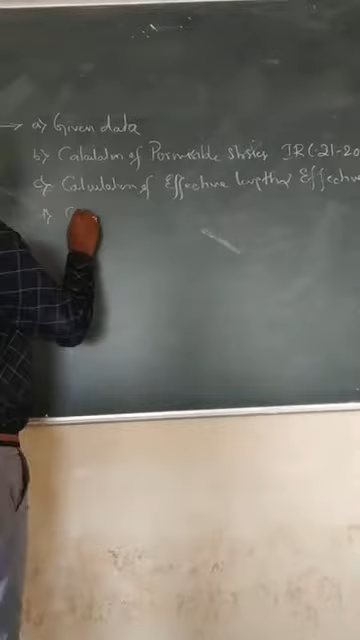 → a) Given data
b) Calculation of Permissible stresses IRC:21-20
c) Calculation of Effective length & Effective
d) C